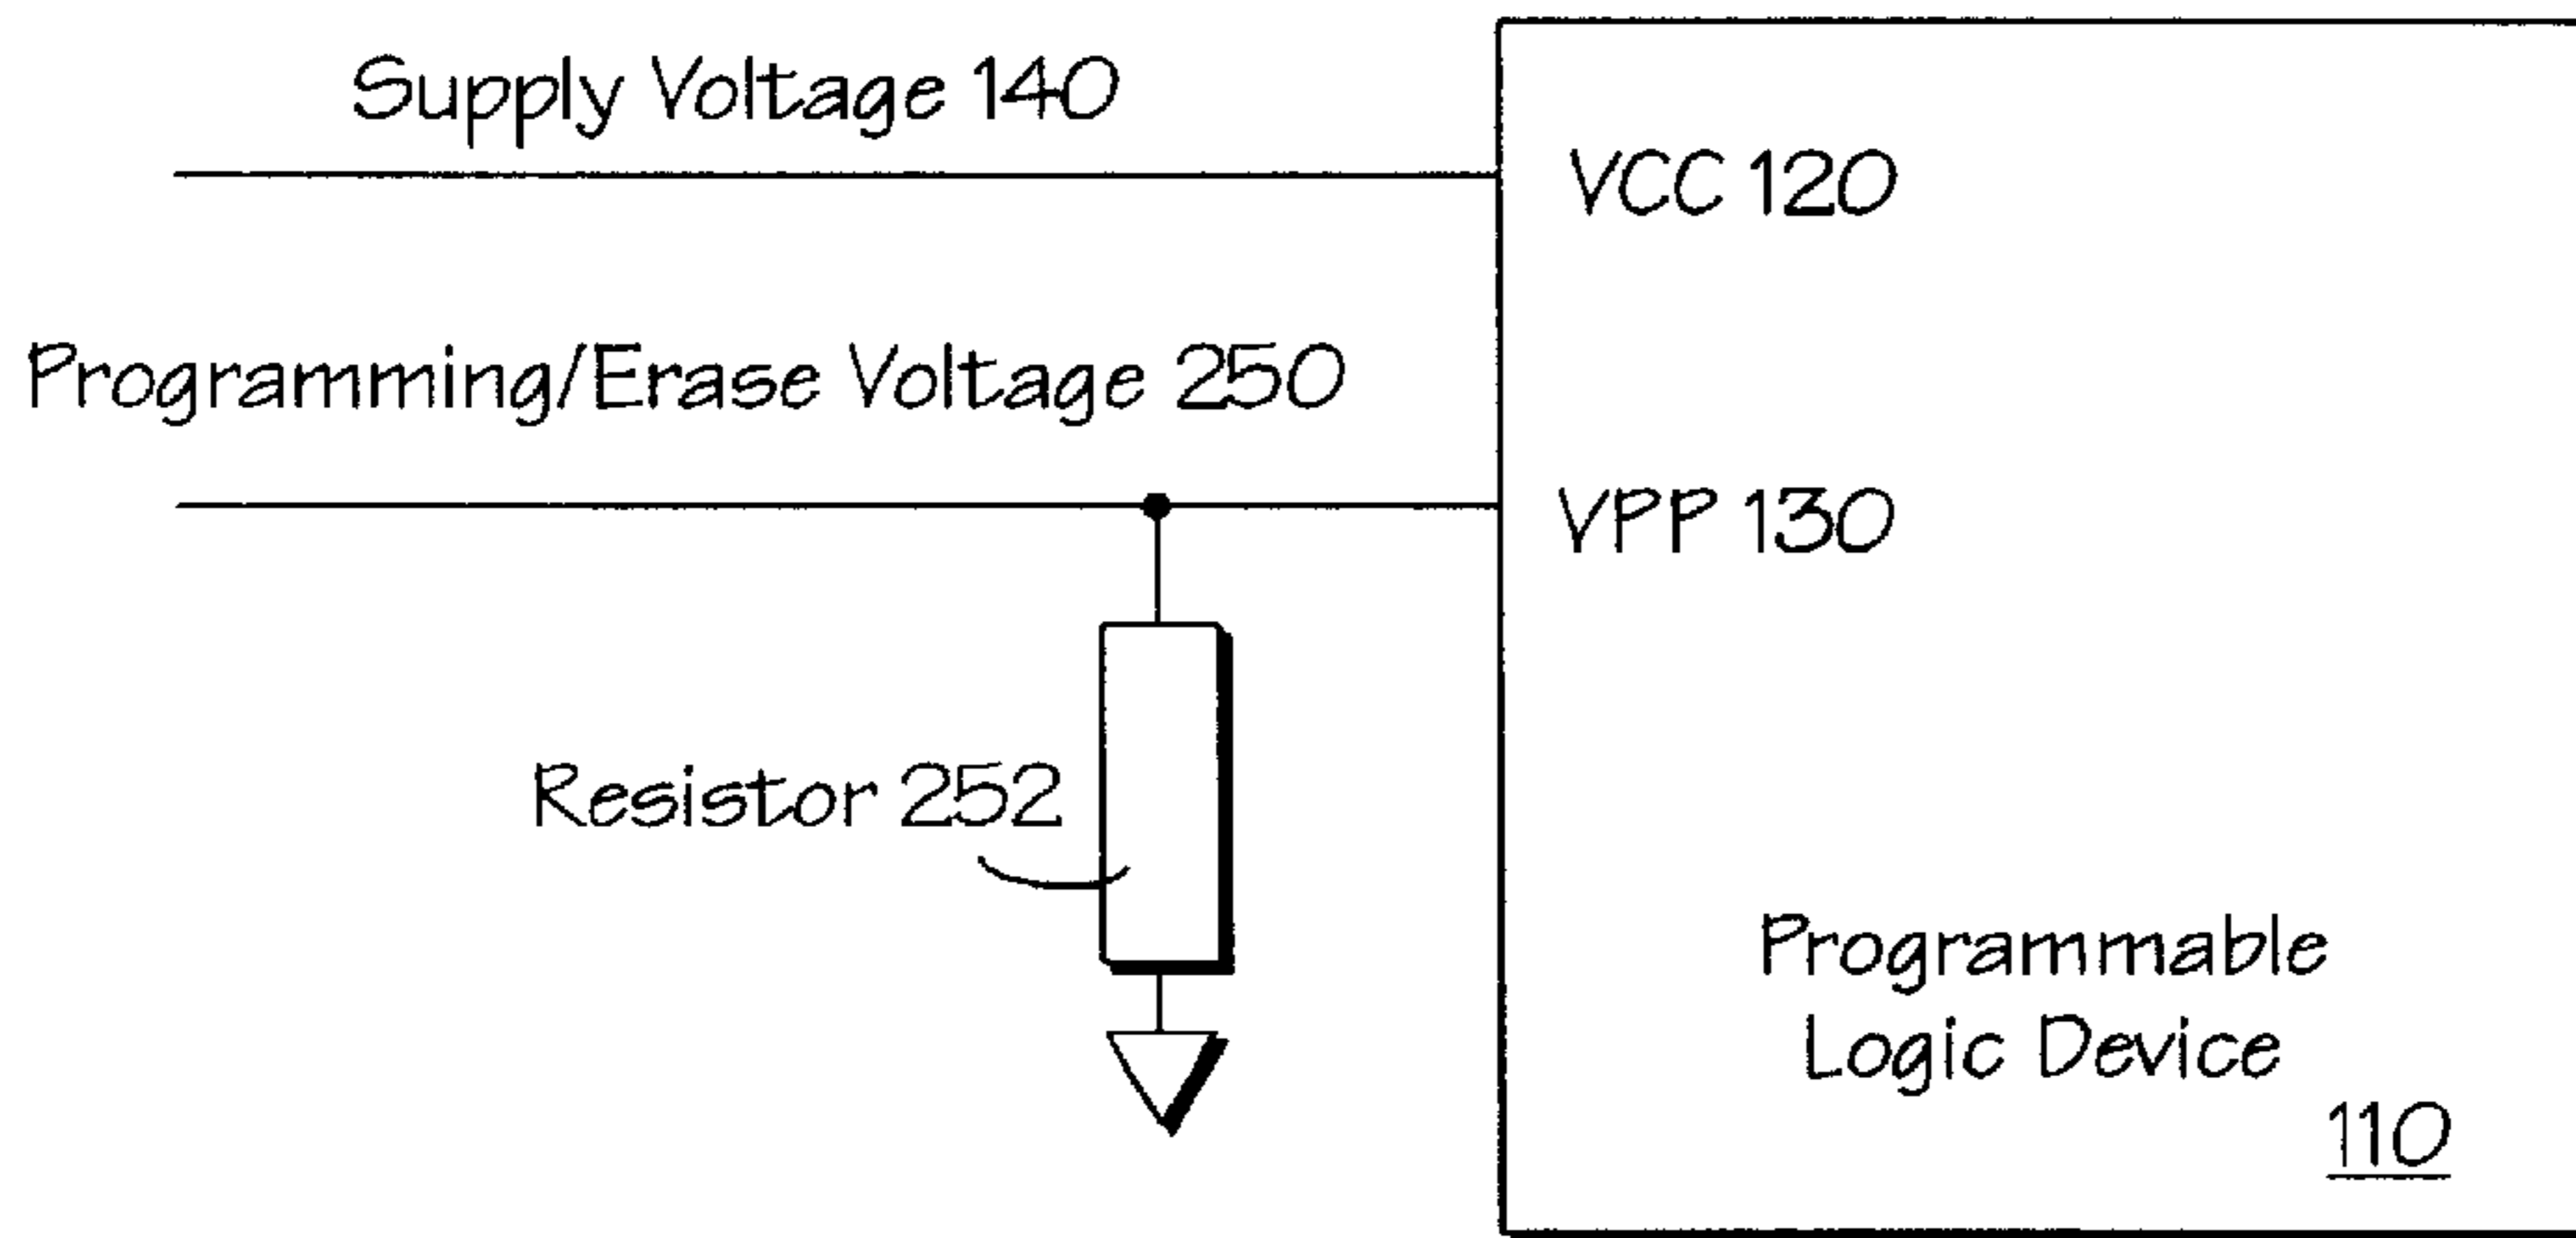 Supply Voltage 140
VCC 120
Programming/Erase Voltage 250
VPP 130
Resistor 252
Programmable
Logic Device
110